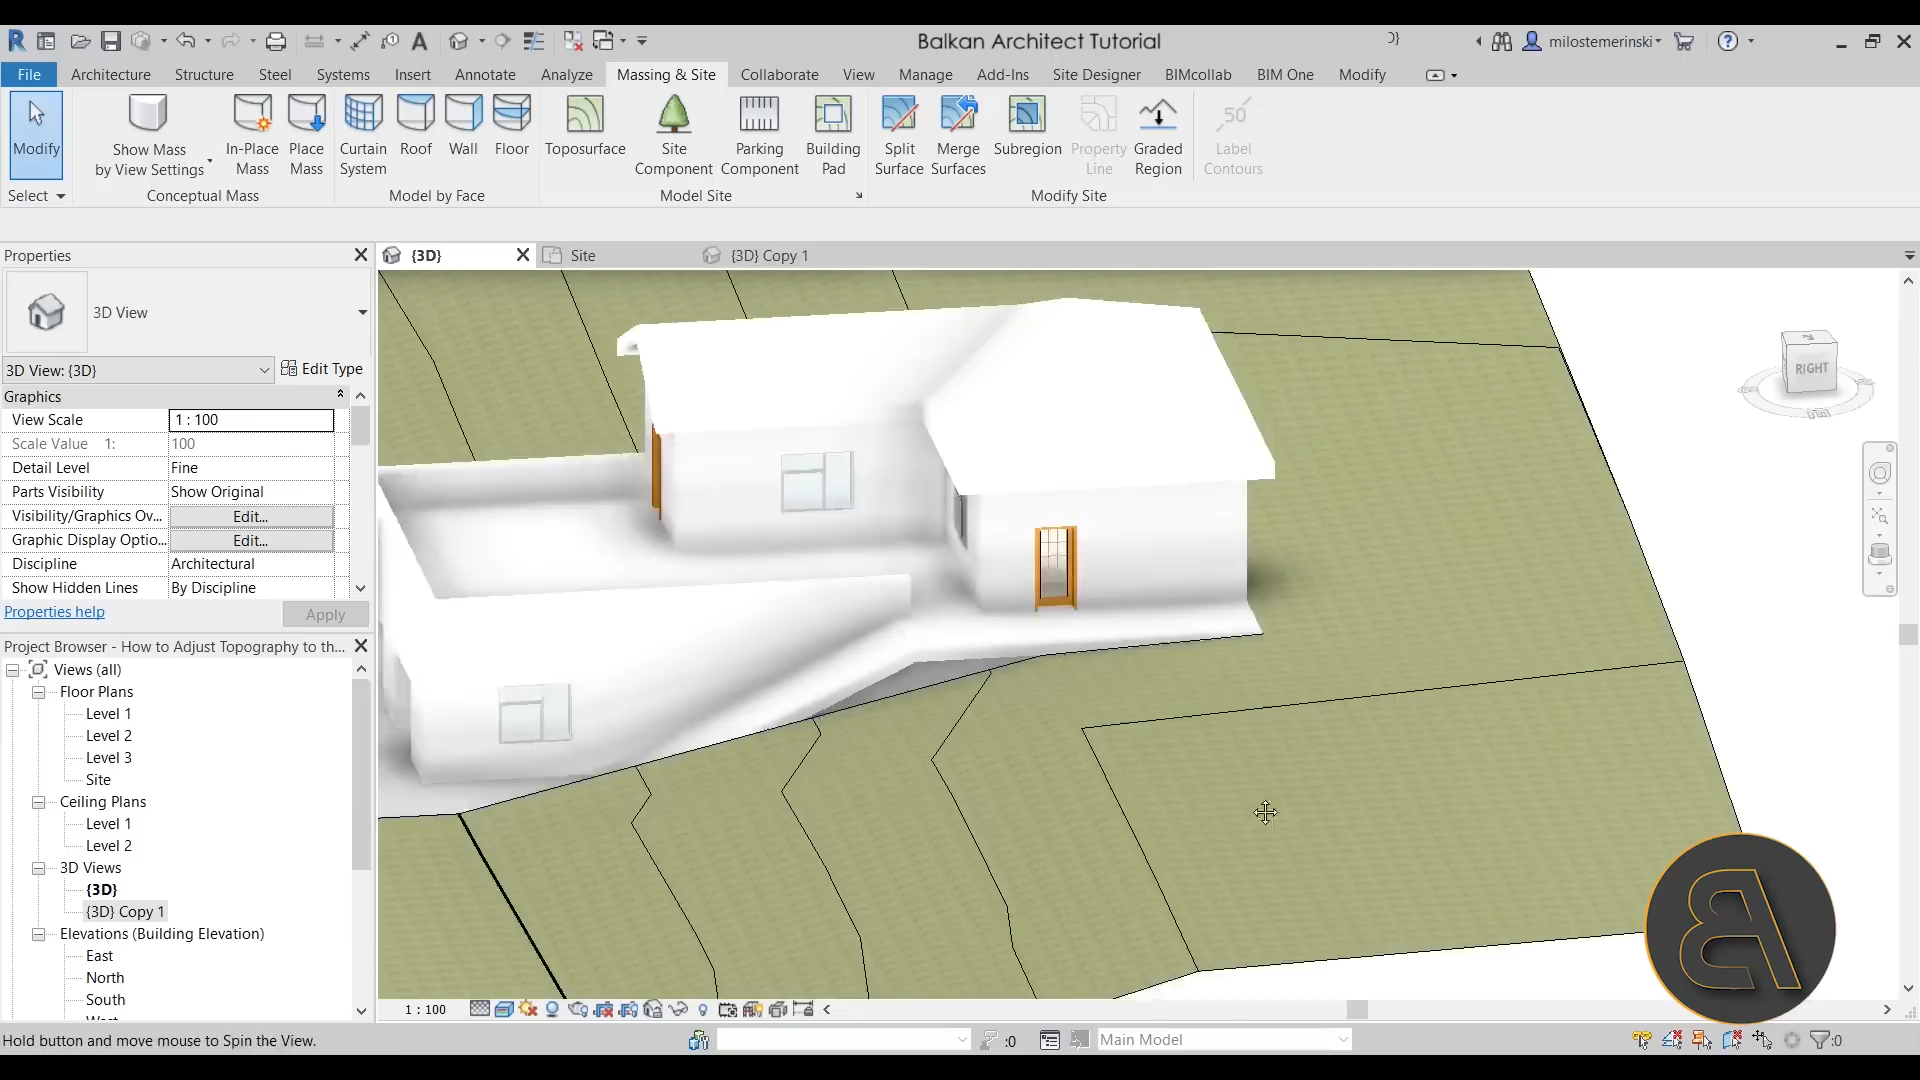 Balkan Architect Tutorial
milostemerinski
File
Architecture
Structure
Steel
Systems
Insert
Annotate
Analyze
Massing & Site
Collaborate
View
Manage
Add-Ins
Site Designer
BIMcollab
BIM One
Modify
Modify
Show Mass
by View Settings
In-Place
Mass
Place
Mass
Curtain
System
Roof
Wall
Floor
Toposurface
Site
Component
Parking
Component
Building
Pad
Split
Surface
Merge
Surfaces
Subregion
Property
Line
Graded
Region
50
Label
Contours
Select
Conceptual Mass
Model by Face
Model Site
Modify Site
Properties
{3D}
Site
{3D} Copy 1
3D View
3D View: {3D}
Edit Type
Graphics
View Scale
1 : 100
Scale Value 1:
100
Detail Level
Fine
Parts Visibility
Show Original
Visibility/Graphics Ov...
Edit...
Graphic Display Optio...
Edit...
Discipline
Architectural
Show Hidden Lines
By Discipline
Properties help
Apply
Project Browser - How to Adjust Topography to th...
Views (all)
Floor Plans
Level 1
Level 2
Level 3
Site
Ceiling Plans
Level 1
Level 2
3D Views
{3D}
{3D} Copy 1
Elevations (Building Elevation)
East
North
South
RIGHT
1 : 100
Hold button and move mouse to Spin the View.
:0
Main Model
:0